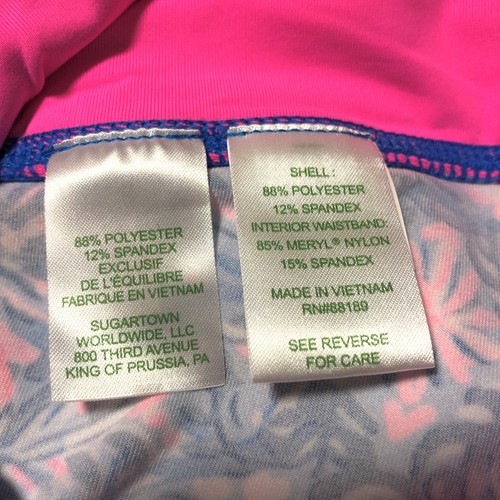 88% POLYESTER
12% SPANDEX
EXCLUSIF
DE L'ÉQUILIBRE
FABRIQUE EN VIETNAM
SUGARTOWN
WORLDWIDE, LLC
800 THIRD AVENUE
KING OF PRUSSIA, PA
SHELL :
88% POLYESTER
12% SPANDEX
INTERIOR WAISTBAND:
85% MERYL® NYLON
15% SPANDEX
MADE IN VIETNAM
RN#88189
SEE REVERSE
FOR CARE